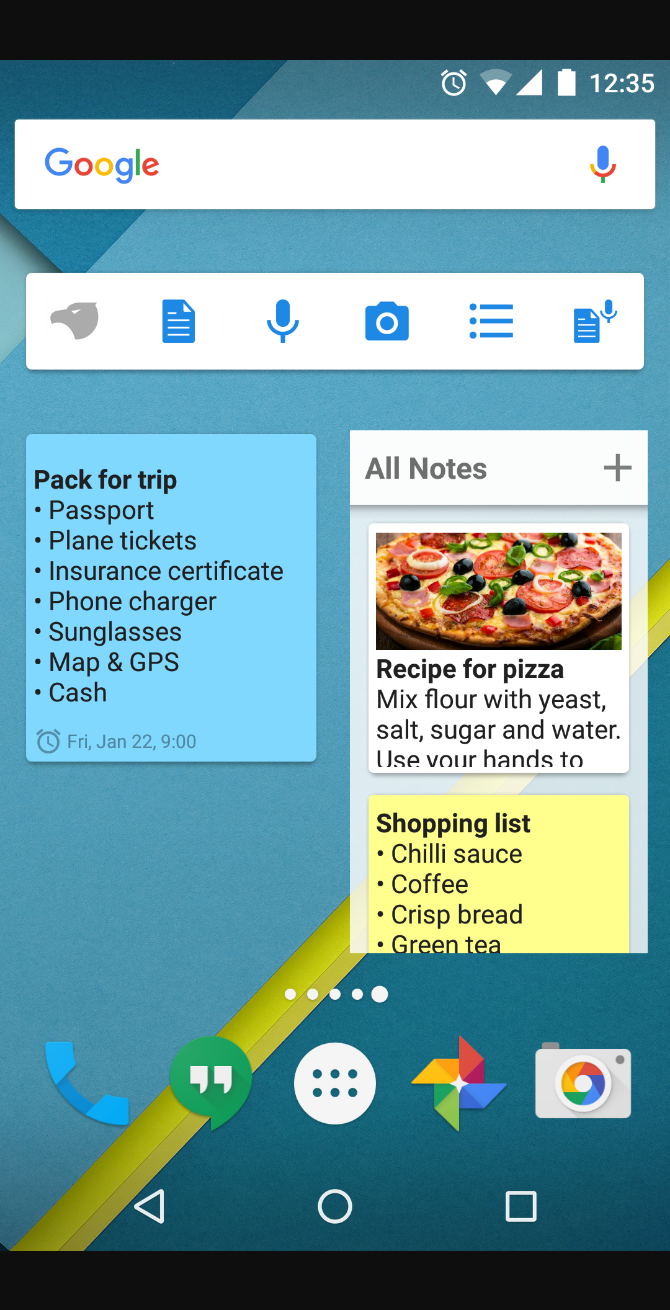 12:35
Google
Pack for trip
• Passport
• Plane tickets
• Insurance certificate
• Phone charger
• Sunglasses
• Map & GPS
• Cash
Fri, Jan 22, 9:00
All Notes
Recipe for pizza
Mix flour with yeast,
salt, sugar and water.
Use your hands to
Shopping list
• Chilli sauce
• Coffee
• Crisp bread
• Green tea